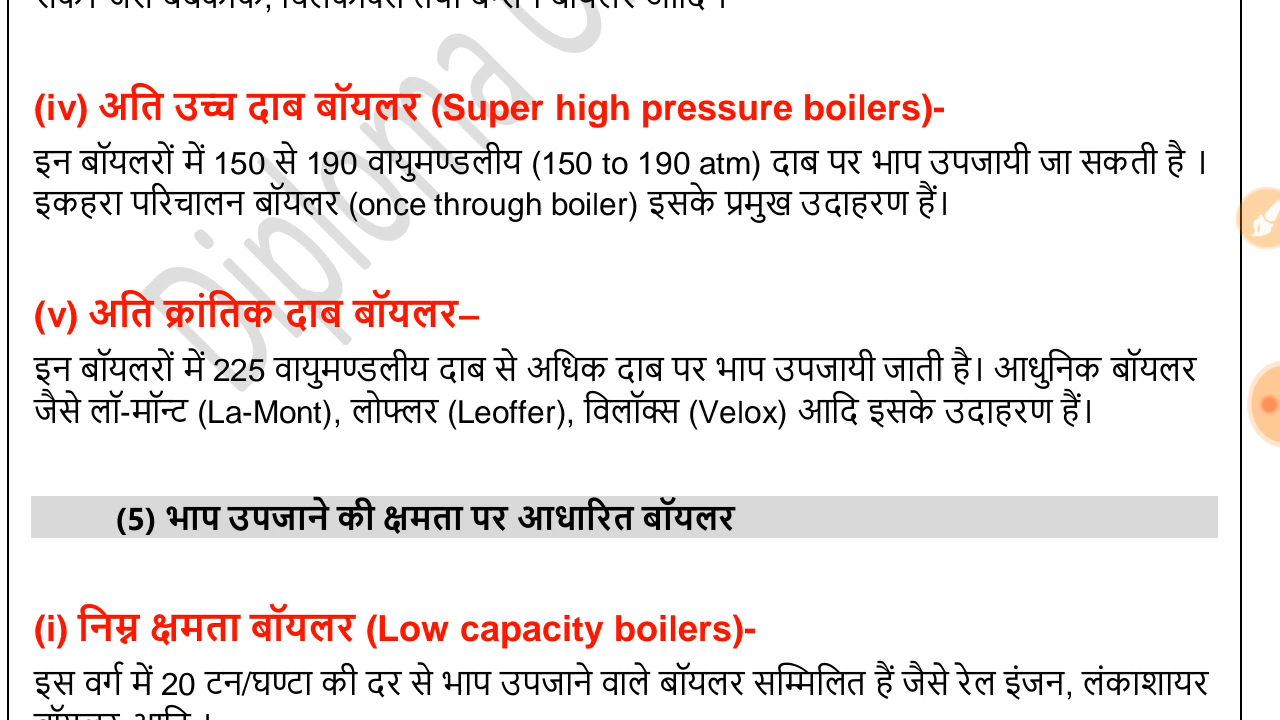 (iv) अति उच्च दाब बॉयलर (Super high pressure boilers)-
इन बॉयलरों में 150 से 190 वायुमण्डलीय (150 to 190 atm) दाब पर भाप उपजायी जा सकती है ।
इकहरा परिचालन बॉयलर (once through boiler) इसके प्रमुख उदाहरण हैं।
(v) अति क्रांतिक दाब बॉयलर–
इन बॉयलरों में 225 वायुमण्डलीय दाब से अधिक दाब पर भाप उपजायी जाती है। आधुनिक बॉयलर
जैसे लॉ-मॉन्ट (La-Mont), लोफ्लर (Leoffer), विलॉक्स (Velox) आदि इसके उदाहरण हैं।
(5) भाप उपजाने की क्षमता पर आधारित बॉयलर
(i) निम्न क्षमता बॉयलर (Low capacity boilers)-
इस वर्ग में 20 टन/घण्टा की दर से भाप उपजाने वाले बॉयलर सम्मिलित हैं जैसे रेल इंजन, लंकाशायर
Diploma